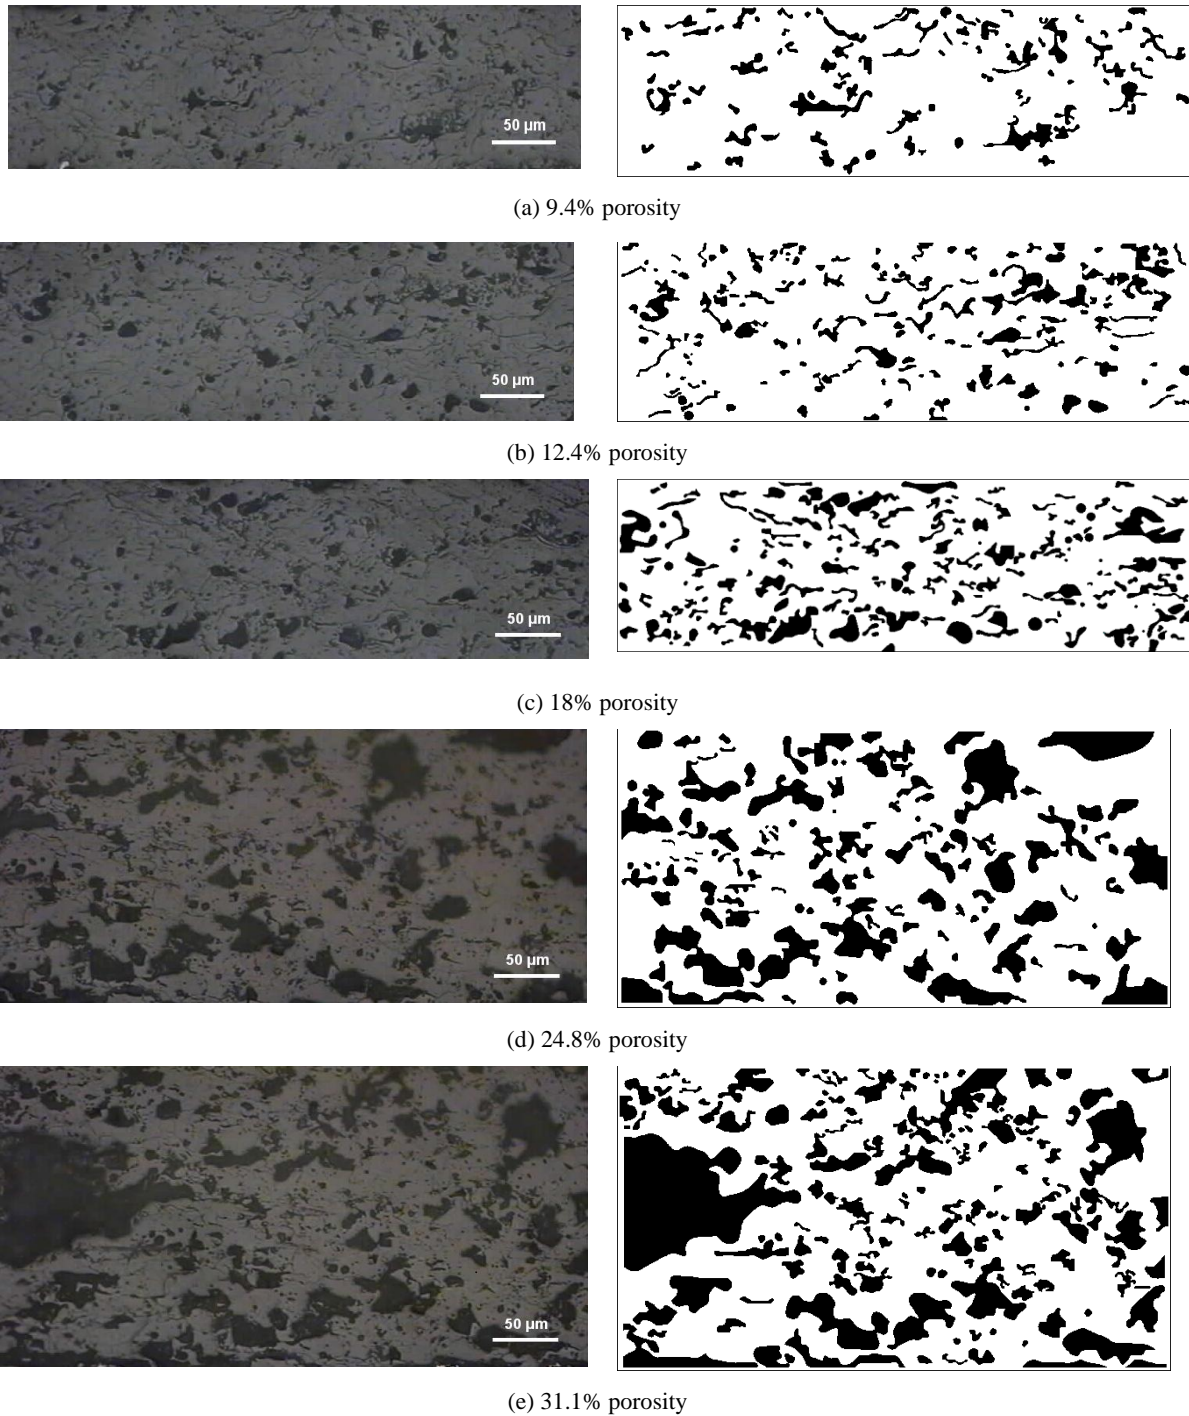 50 µm
(a) 9.4% porosity
50 µm
(b) 12.4% porosity
50 µm
(c) 18% porosity
50 µm
(d) 24.8% porosity
50 µm
(e) 31.1% porosity